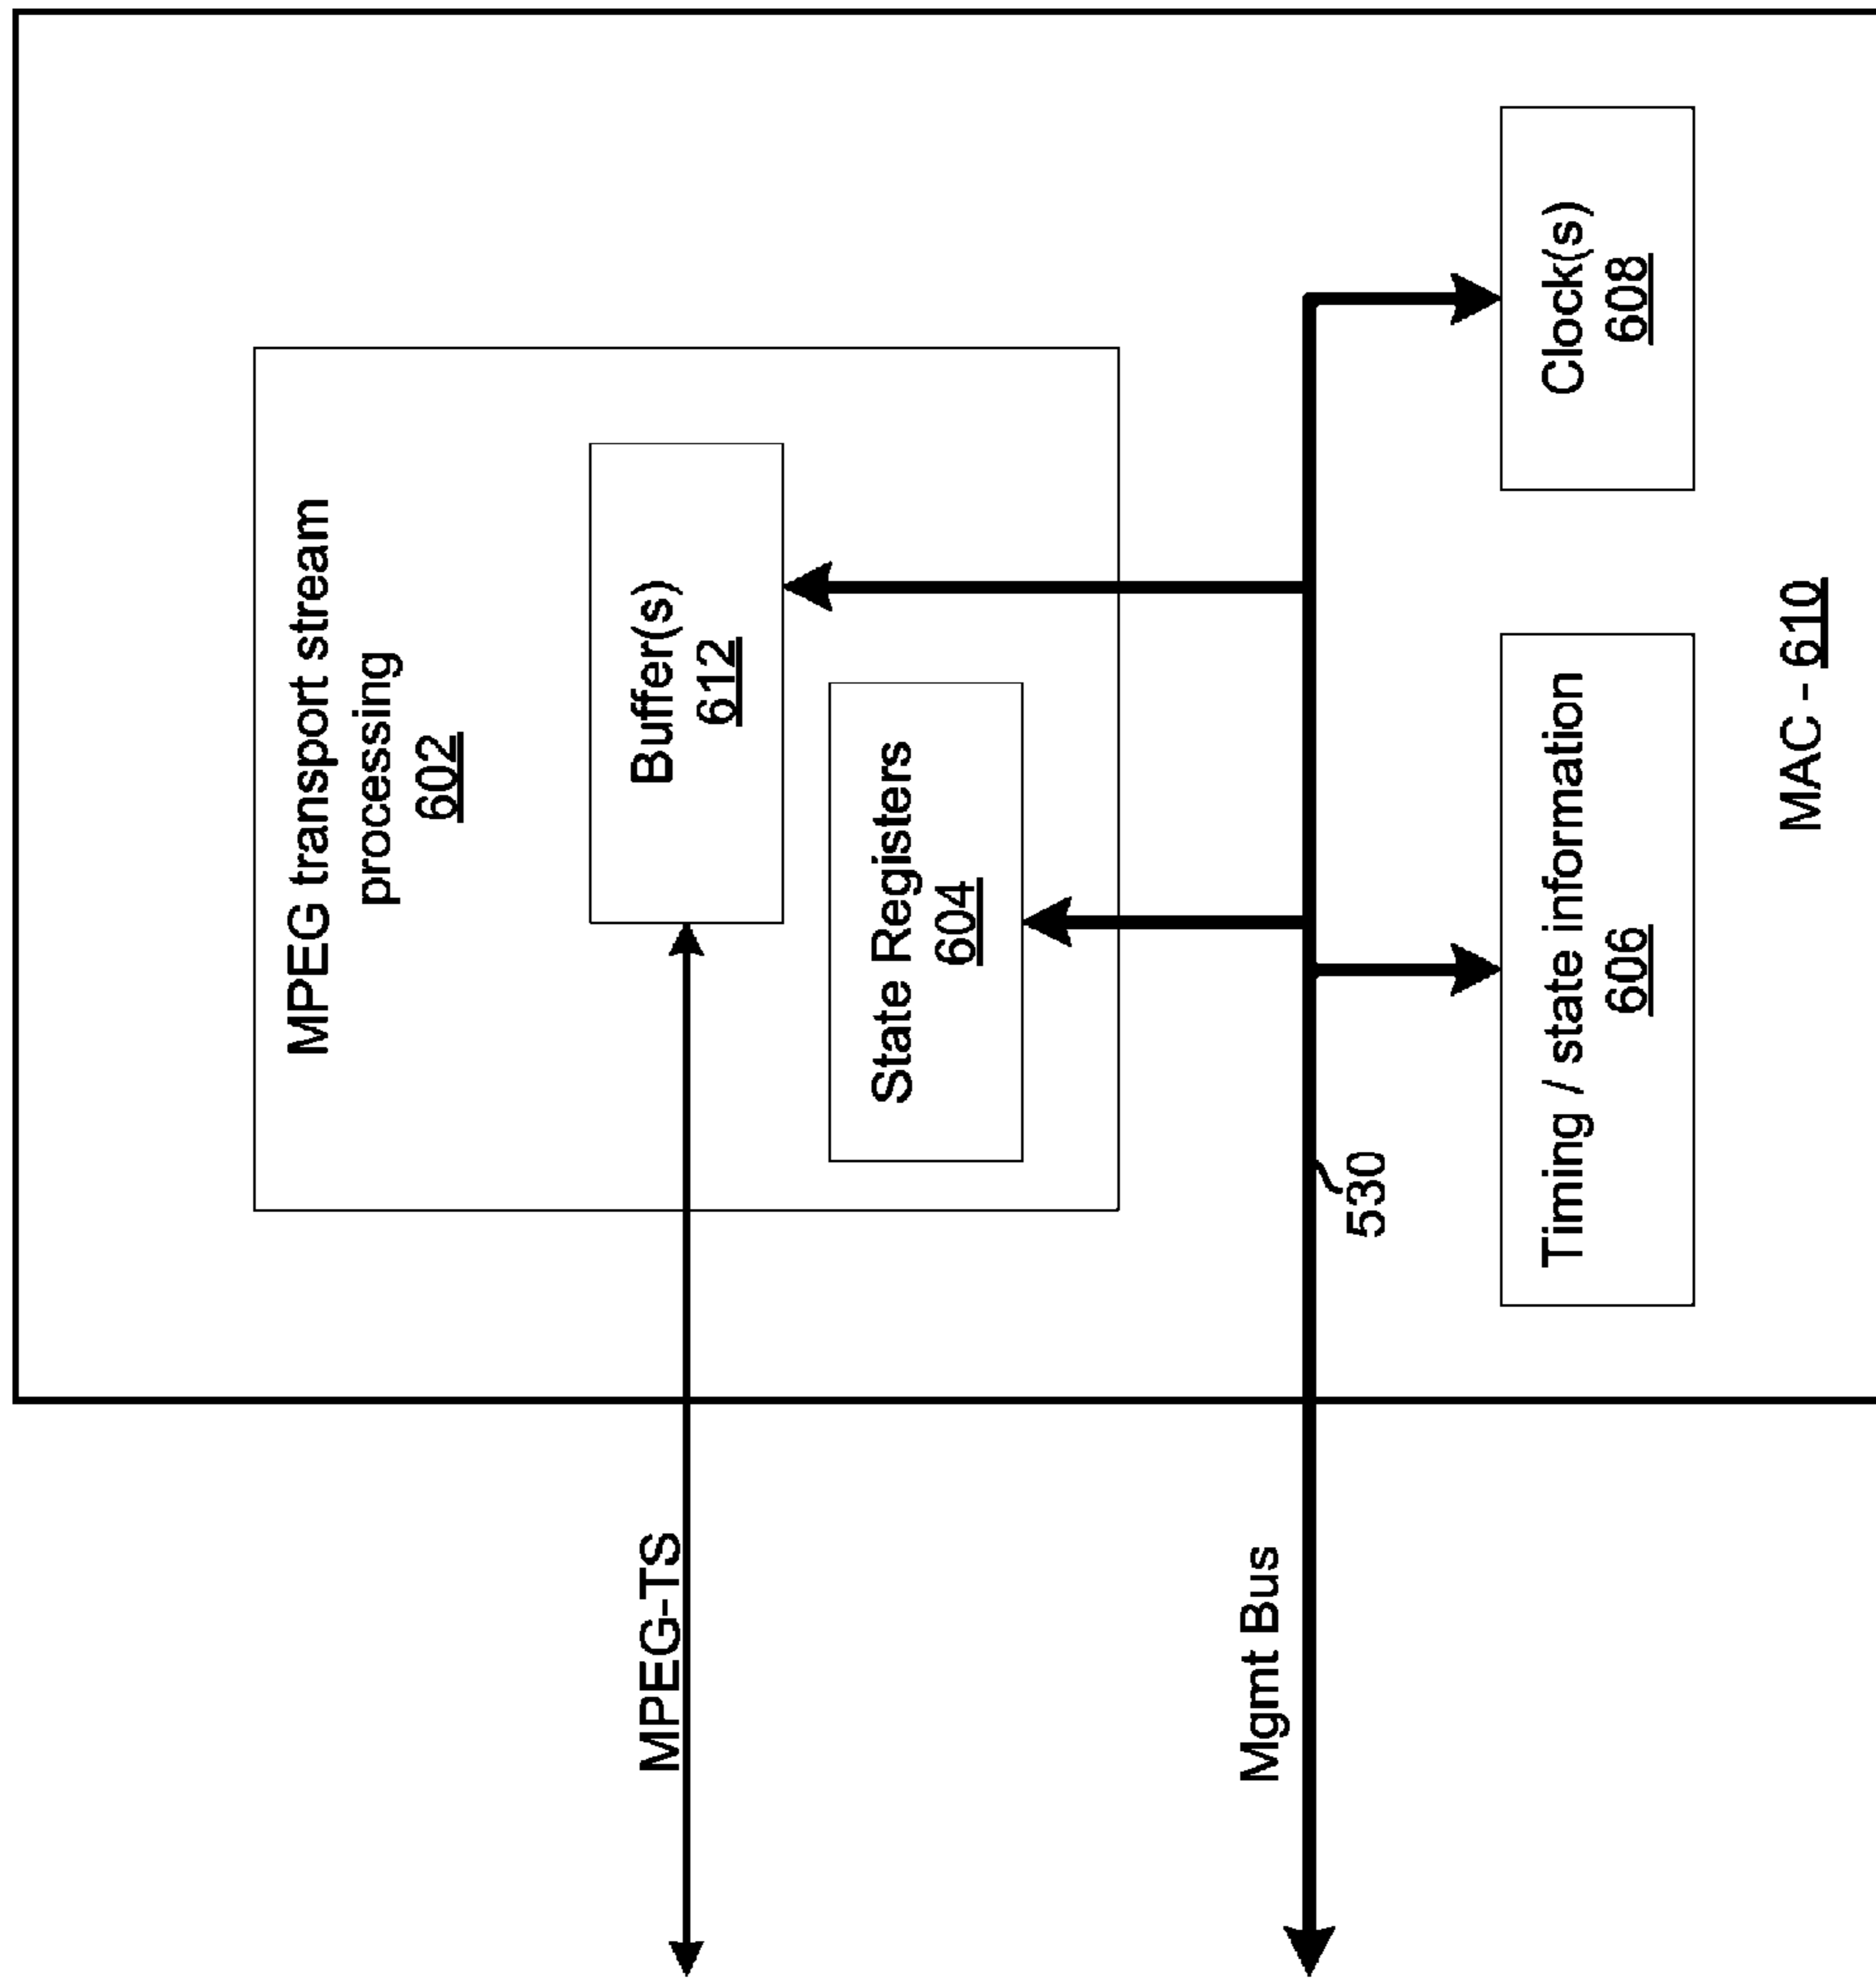 MPEG transport stream
processing
602
Buffer(s)
612
State Registers
604
MPEG-TS
Mgmt Bus
530
Timing / state information
606
Clock(s)
608
MAC - 610